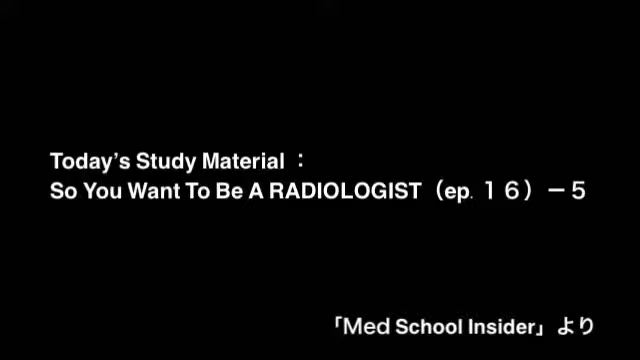 Today's Study Material ：
So You Want To Be A RADIOLOGIST（ep. １６）－５
「Med School Insider」より